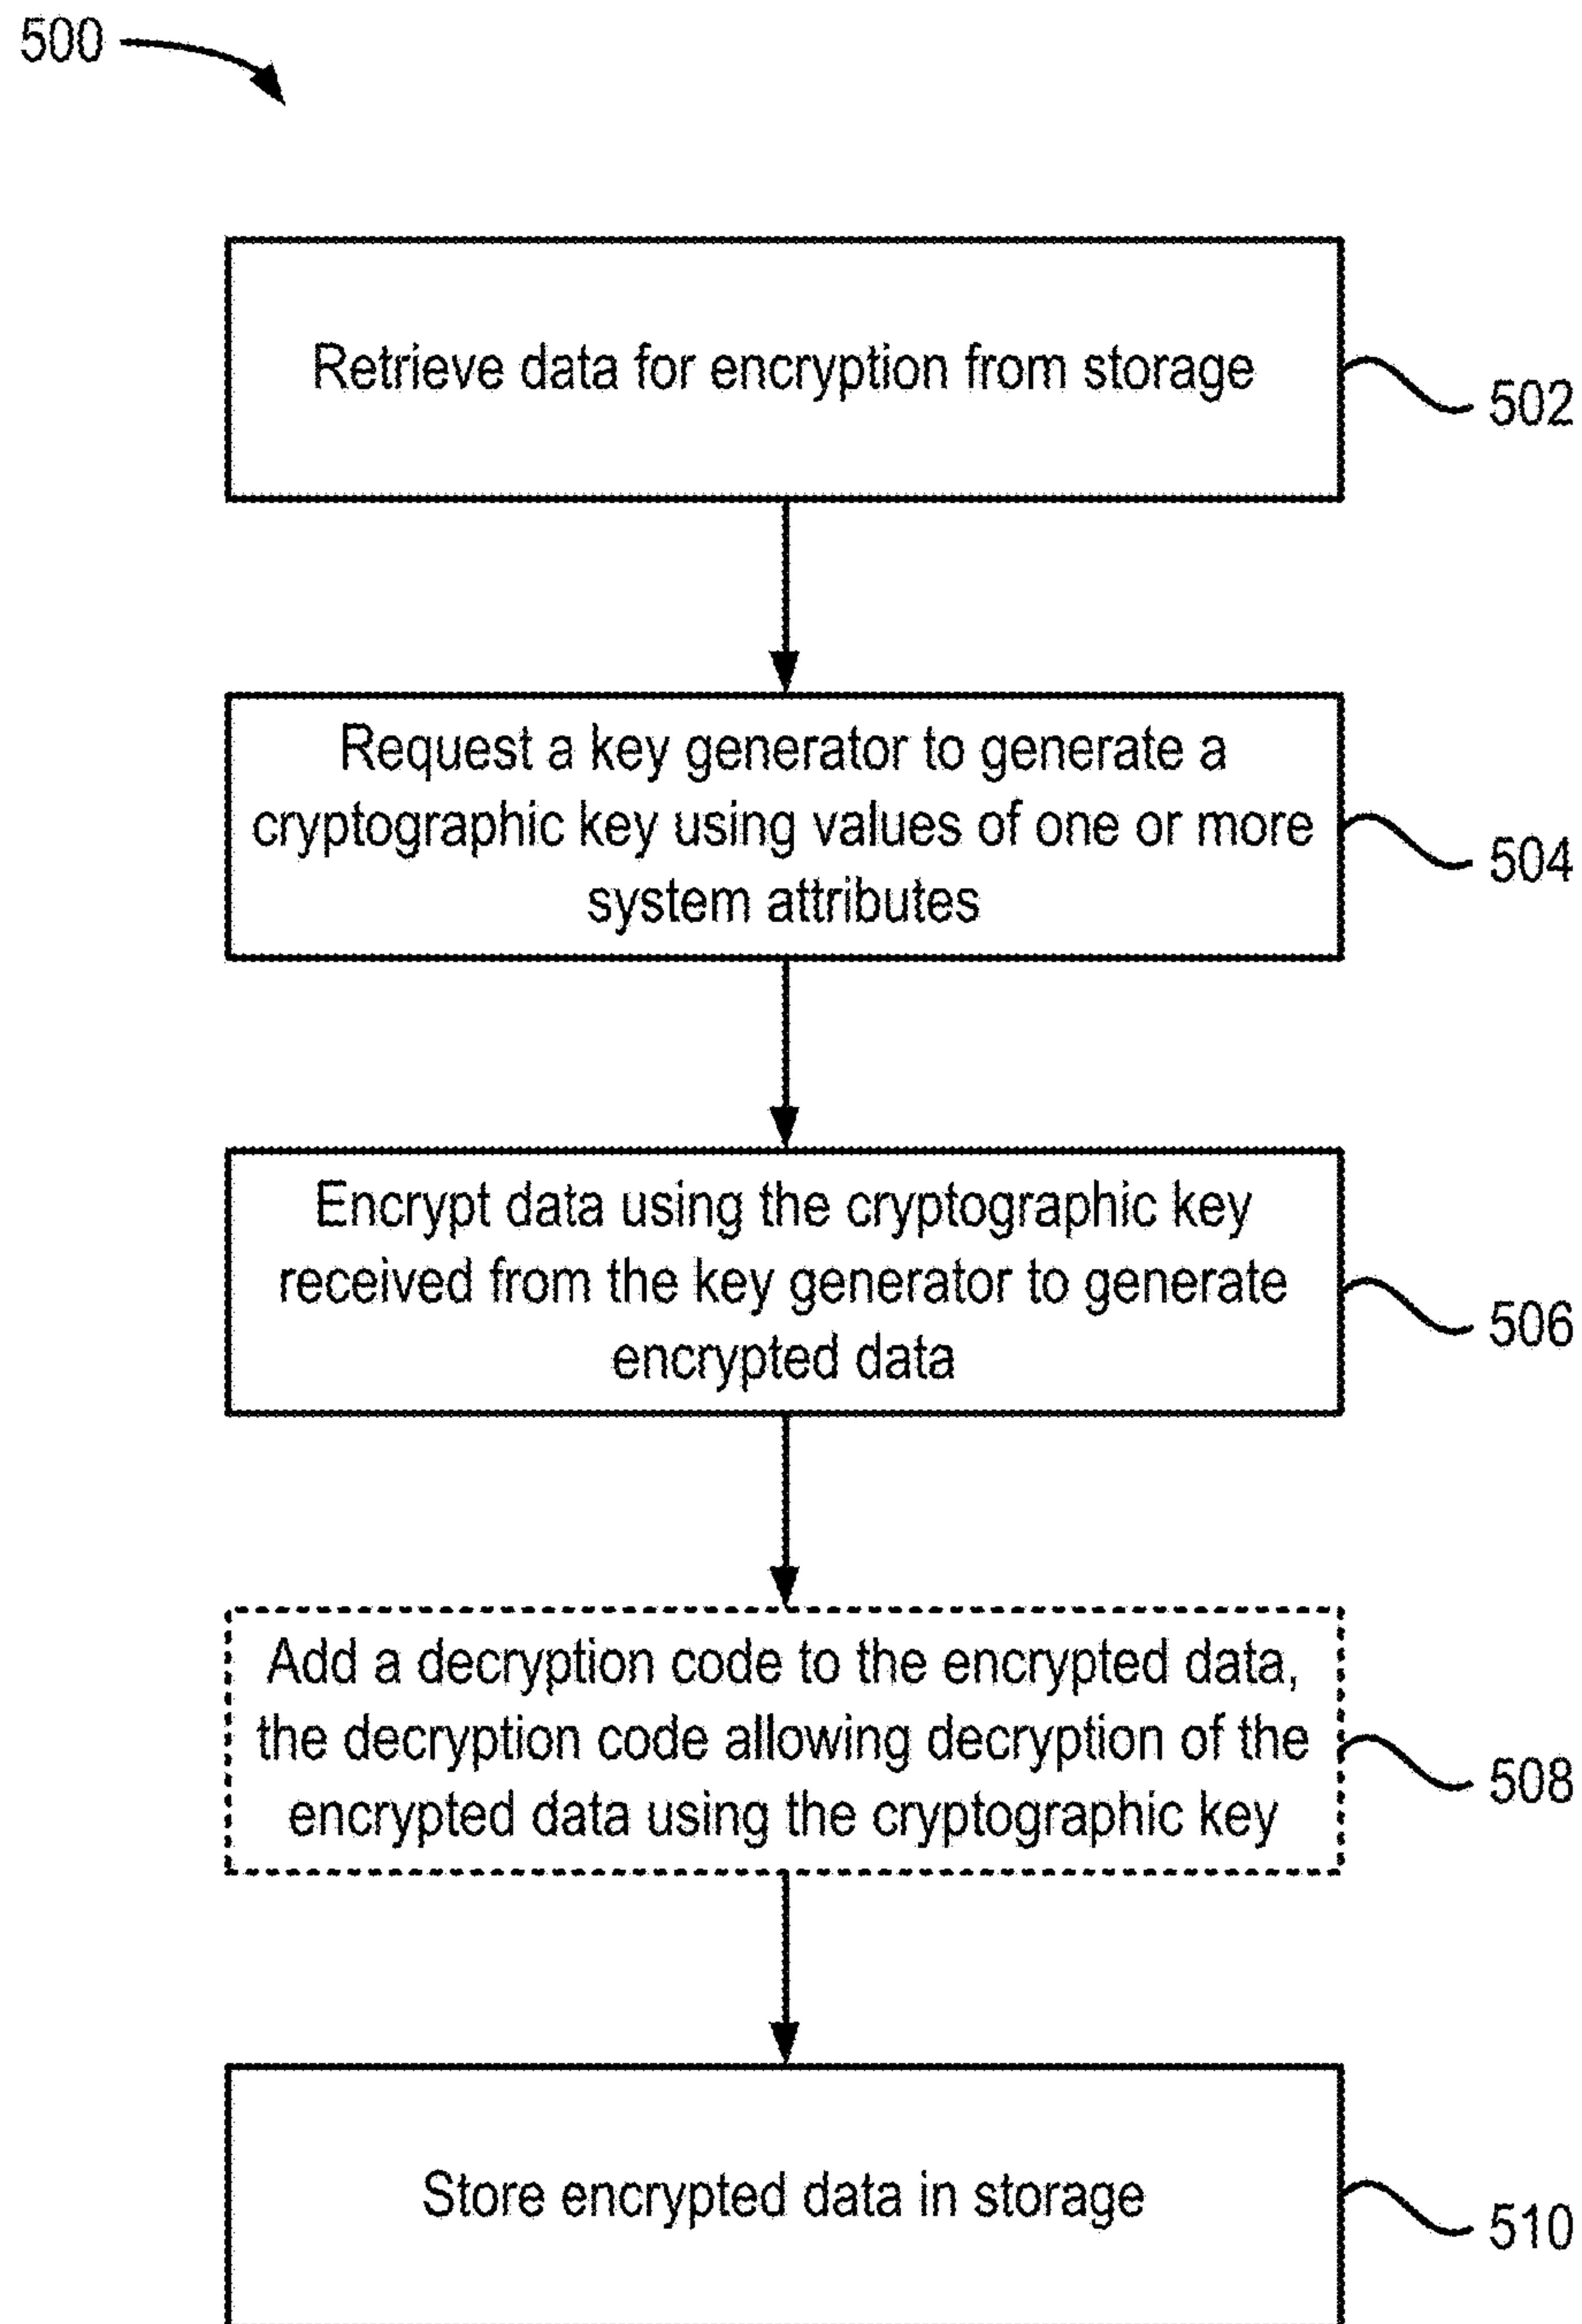 500
Retrieve data for encryption from storage
502
Request a key generator to generate a
cryptographic key using values of one or more
system attributes
504
Encrypt data using the cryptographic key
received from the key generator to generate
encrypted data
506
Add a decryption code to the encrypted data,
the decryption code allowing decryption of the
encrypted data using the cryptographic key
508
Store encrypted data in storage
510